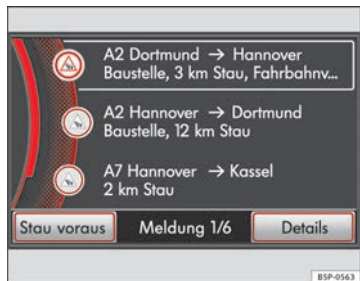 A2 Dortmund → Hannover
Baustelle, 3 km Stau, Fahrbahnv...
A2 Hannover → Dortmund
Baustelle, 12 km Stau
A7 Hannover → Kassel
2 km Stau
Stau voraus Meldung 1/6 Details
BSP-0563